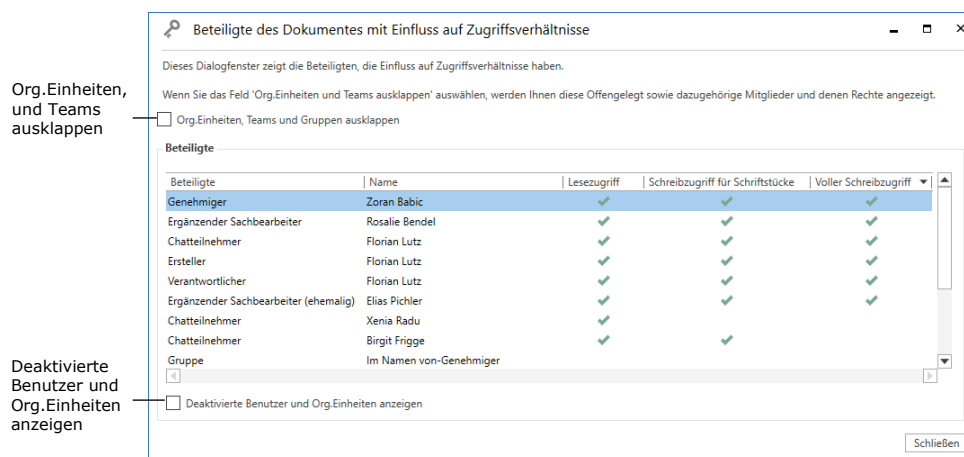 Beteiligte des Dokumentes mit Einfluss auf Zugriffsverhältnisse
Dieses Dialogfenster zeigt die Beteiligten, die Einfluss auf Zugriffsverhältnisse haben.
Org.Einheiten,
und Teams
ausklappen
Wenn Sie das Feld 'Org.Einheiten und Teams ausklappen' auswählen, werden Ihnen diese Offengelegt sowie dazugehörige Mitglieder und denen Rechte angezeigt.
Org.Einheiten, Teams und Gruppen ausklappen
Beteiligte
Beteiligte Name Lesezugriff Schreibzugriff für Schriftstücke Voller Schreibzugriff
Genehmiger Zoran Babic
Ergänzender Sachbearbeiter Rosalie Bendel
Chatteilnehmer Florian Lutz
Ersteller Florian Lutz
Verantwortlicher Florian Lutz
Ergänzender Sachbearbeiter (ehemalig) Elias Pichler
Chatteilnehmer Xenia Radu
Chatteilnehmer Birgit Frigge
Gruppe Im Namen von-Genehmiger
Deaktivierte
Benutzer und
Org.Einheiten
anzeigen
Deaktivierte Benutzer und Org.Einheiten anzeigen
Schließen